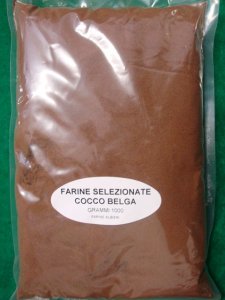 FARINE SELEZIONATE
COCCO BELGA
GRAMMI 1000